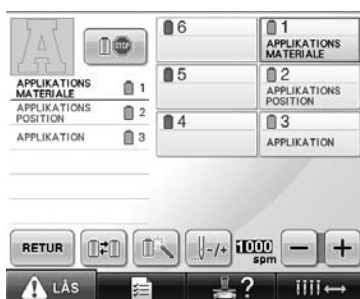 6
1
APPLIKATIONS
MATERIALE
STOP
APPLIKATIONS
MATERIALE
1
5
2
APPLIKATIONS
POSITION
APPLIKATIONS
POSITION
2
4
3
APPLIKATION
APPLIKATION
3
RETUR
-/+
1000
spm
LÅS
?